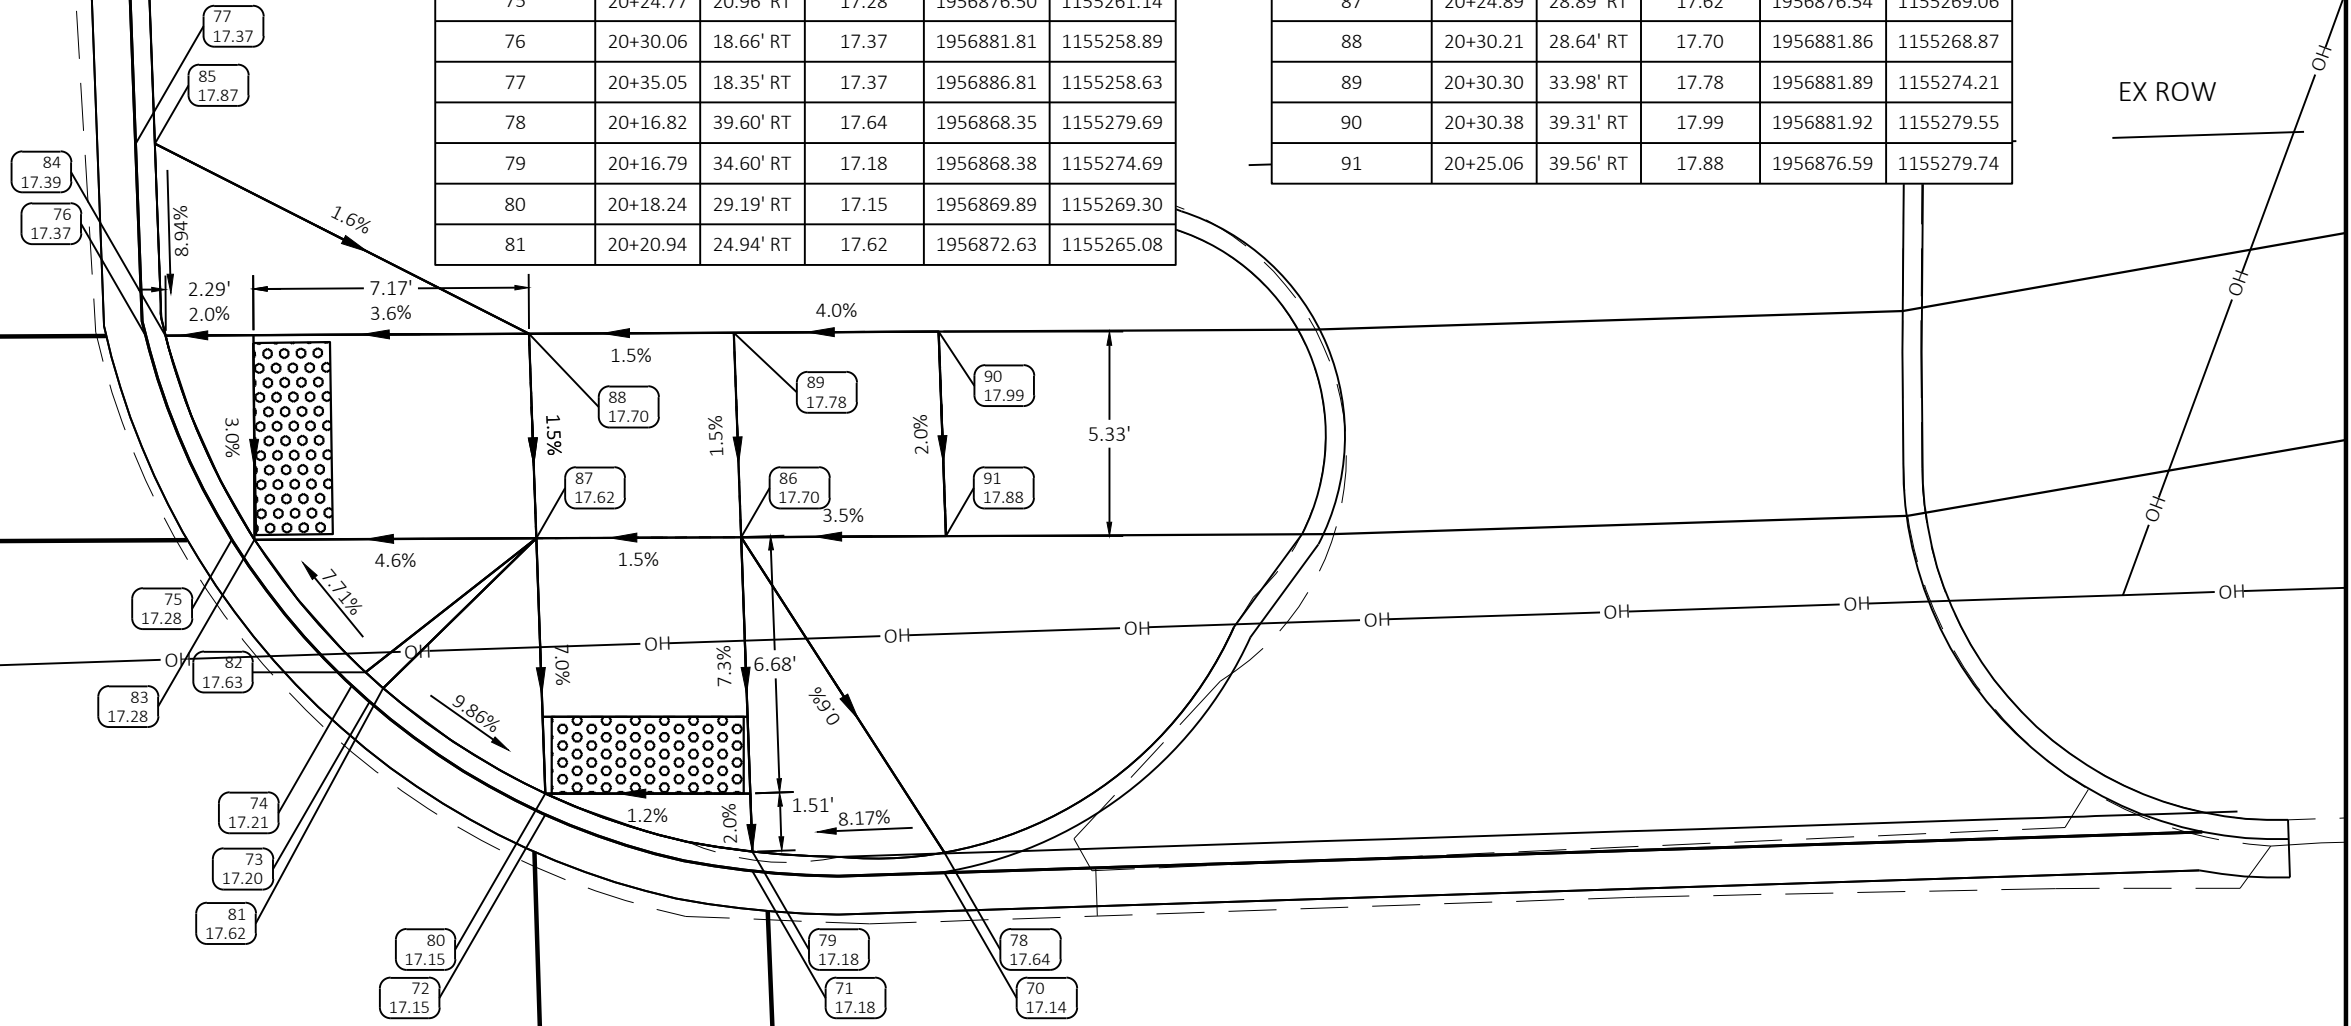 75 20+24.77 20.96' RT 17.28 1956876.50 1155261.14
76 20+30.06 18.66' RT 17.37 1956881.81 1155258.89
77 20+35.05 18.35' RT 17.37 1956886.81 1155258.63
78 20+16.82 39.60' RT 17.64 1956868.35 1155279.69
79 20+16.79 34.60' RT 17.18 1956868.38 1155274.69
80 20+18.24 29.19' RT 17.15 1956869.89 1155269.30
81 20+20.94 24.94' RT 17.62 1956872.63 1155265.08
87 20+24.89 28.89' RT 17.62 1956876.54 1155269.06
88 20+30.21 28.64' RT 17.70 1956881.86 1155268.87
89 20+30.30 33.98' RT 17.78 1956881.89 1155274.21
90 20+30.38 39.31' RT 17.99 1956881.92 1155279.55
91 20+25.06 39.56' RT 17.88 1956876.59 1155279.74
EX ROW
OH
OH
OH
77
17.37
85
17.87
84
17.39
76
17.37
8.94%
1.6%
2.29'
2.0%
7.17'
3.6%
4.0%
1.5%
88
17.70
89
17.78
90
17.99
3.0%
1.5%
1.5%
2.0%
5.33'
87
17.62
86
17.70
91
17.88
3.5%
4.6%
1.5%
7.71%
75
17.28
OH
OH
OH
OH
OH
OH
OH
OH
OH
82
17.63
83
17.28
7.0%
7.3%
6.68'
0.6%
9.86%
74
17.21
1.2%
2.0%
1.51'
8.17%
73
17.20
81
17.62
80
17.15
79
17.18
78
17.64
72
17.15
71
17.18
70
17.14